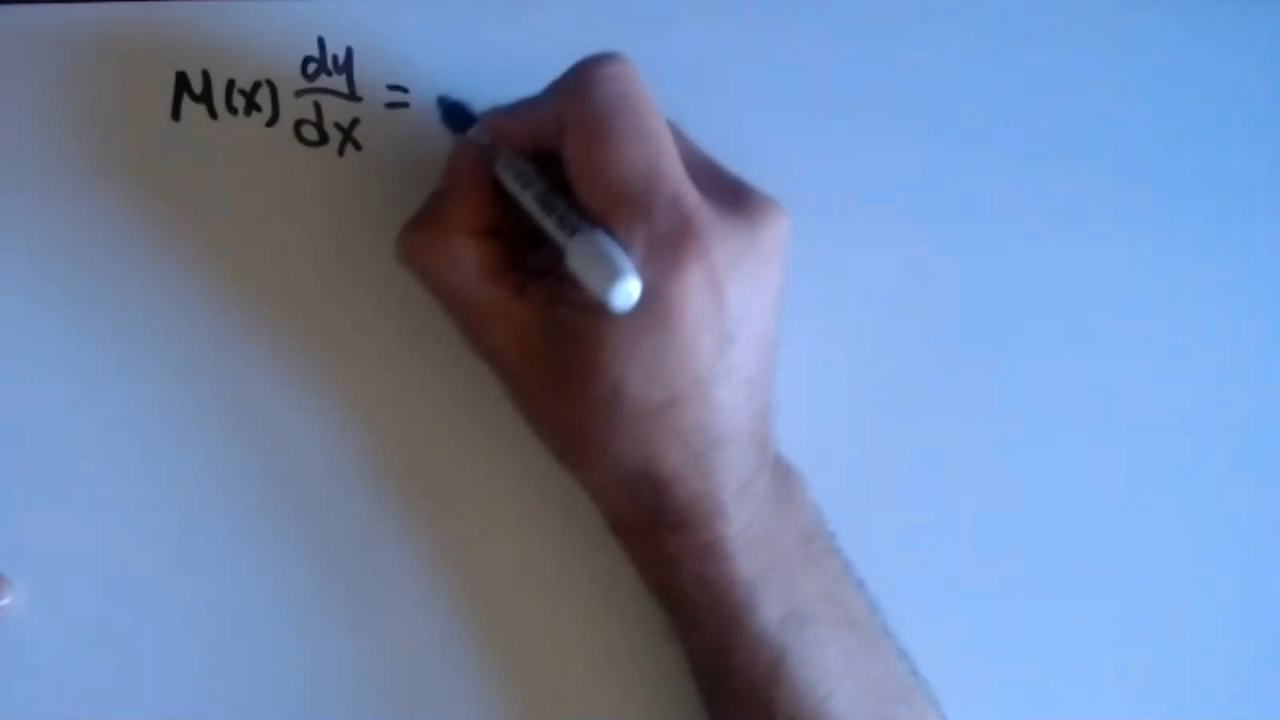 M(x) dy/dx =